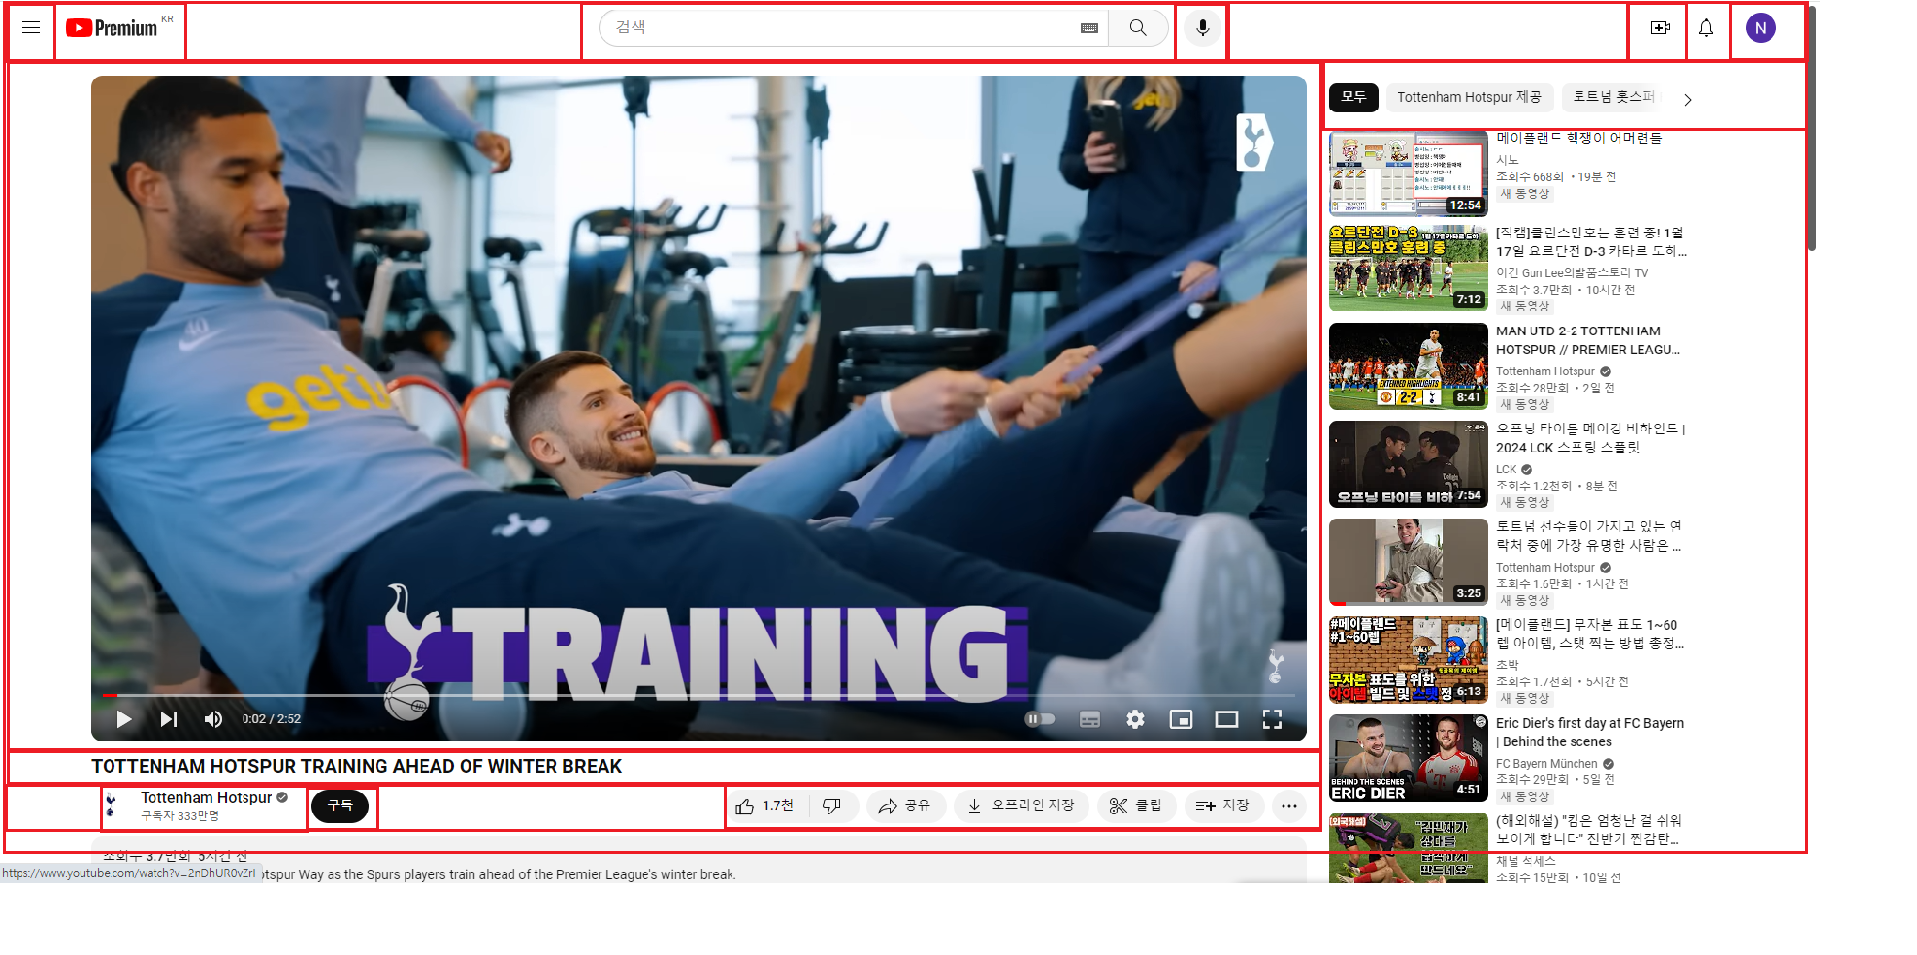 Premium KR
검색
N
모두 Tottenham Hotspur 제공 토트넘 홋스퍼
TRAINING
0:02 / 2:52
TOTTENHAM HOTSPUR TRAINING AHEAD OF WINTER BREAK
Tottenham Hotspur
구독자 333만명
구독
1.7천 공유 오프라인 저장 클립 저장
조회수 3.7만회 5시간 전
otspur Way as the Spurs players train ahead of the Premier League's winter break.
https://www.youtube.com/watch?v=2nDhUR0vZrI
메이플랜드 헉쟁이 어머련들
시노
조회수 668회 • 19분 전
새 동영상
12:54
[직캠]클린스만호는 훈련 중! 1월
17일 요르단전 D-3 카타르 도하...
이건 Gun Lee의발품스토리 TV
조회수 3.7만회 • 10시간 전
새 동영상
요르단전 D-3
클린스만호 훈련 중
7:12
MAN UTD 2-2 TOTTENHAM
HOTSPUR // PREMIER LEAGU...
Tottenham Hotspur
조회수 28만회 • 2일 전
새 동영상
EXTENDED HIGHLIGHTS
2-2
8:41
오프닝 타이틀 메이킹 비하인드 |
2024 LCK 스프링 스플릿
LCK
조회수 1.2천회 • 8분 전
새 동영상
오프닝 타이틀 비하
7:54
토트넘 선수들이 가지고 있는 연
락처 중에 가장 유명한 사람은 ...
Tottenham Hotspur
조회수 1.6만회 • 1시간 전
새 동영상
3:25
[메이플랜드] 무자본 표도 1~60
렙 아이템, 스탯 찍는 방법 총정...
초박
조회수 1.7천회 • 5시간 전
새 동영상
#메이플랜드
#1~60렙
무자본 표도를 위한
아이템 빌드 및 스탯 정
6:13
Eric Dier's first day at FC Bayern
| Behind the scenes
FC Bayern München
조회수 29만회 • 5일 전
새 동영상
BEHIND THE SCENES
ERIC DIER
4:51
(해외해설) "킴은 엄청난 걸 쉬워
보이게 합니다" 전반기 찐감탄...
채널 석세스
조회수 15만회 • 10일 전
(외국해설)
"김민재가